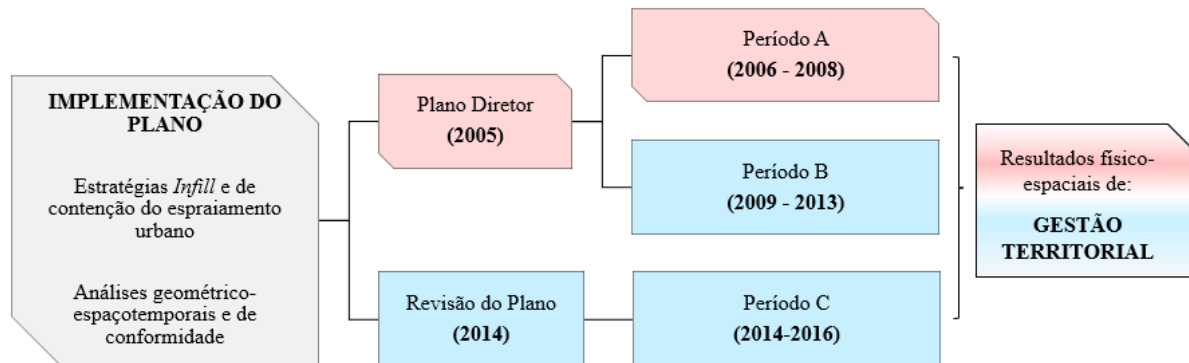 IMPLEMENTAÇÃO DO
PLANO
Estratégias Infill e de
contenção do espraiamento
urbano
Análises geométrico-
espaçotemporais e de
conformidade
Plano Diretor
(2005)
Revisão do Plano
(2014)
Período A
(2006 - 2008)
Período B
(2009 - 2013)
Período C
(2014-2016)
Resultados físico-
espaciais de:
GESTÃO
TERRITORIAL